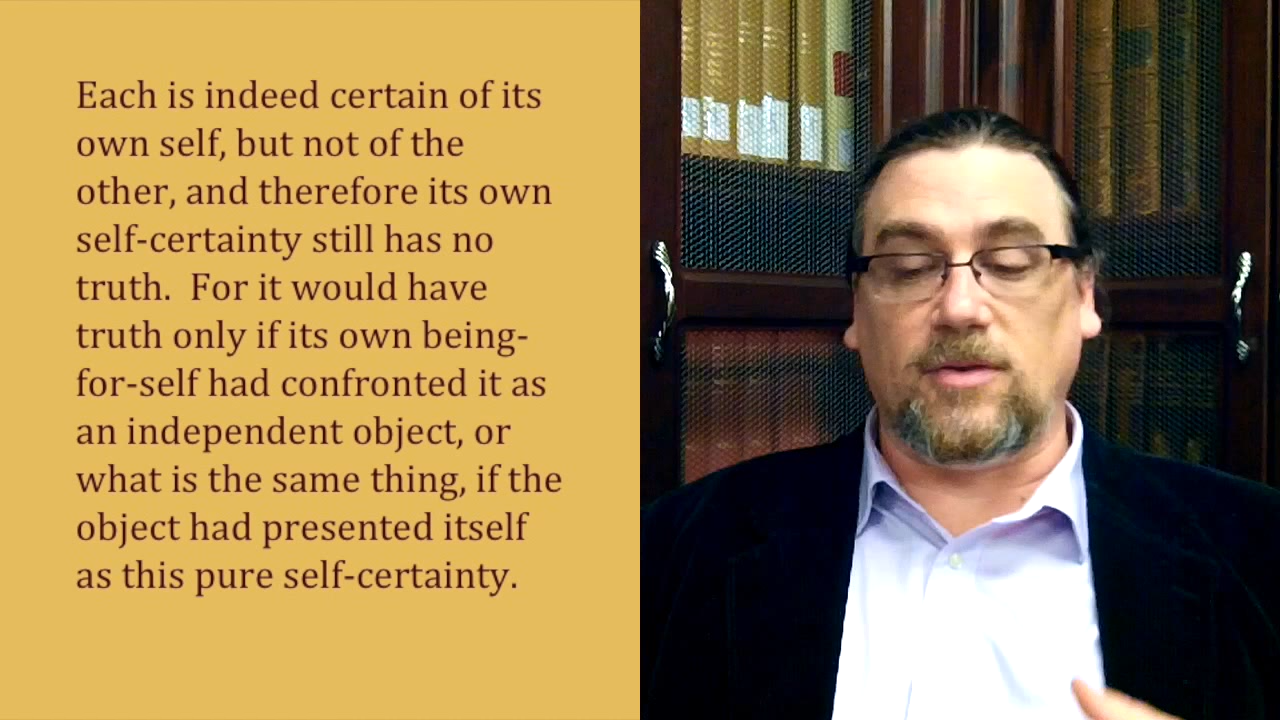 Each is indeed certain of its
own self, but not of the
other, and therefore its own
self-certainty still has no
truth.  For it would have
truth only if its own being-
for-self had confronted it as
an independent object, or
what is the same thing, if the
object had presented itself
as this pure self-certainty.